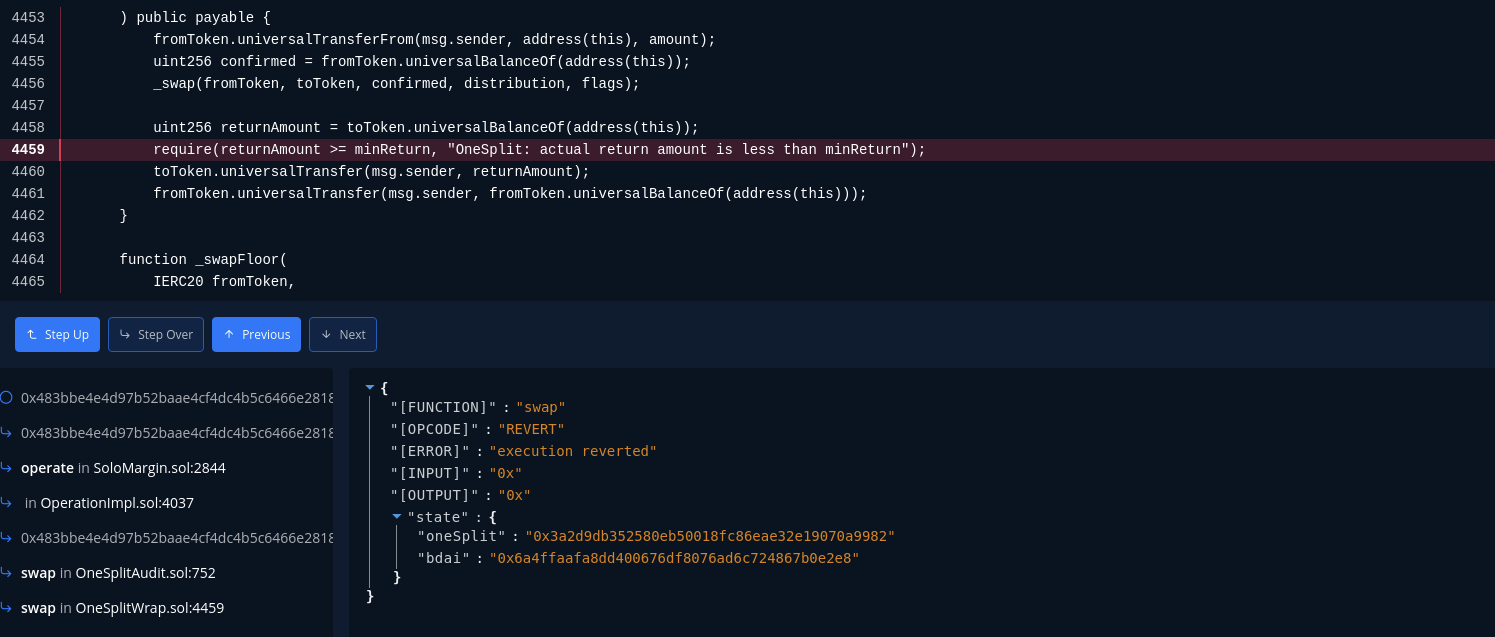 4453 ) public payable {
4454 fromToken.universalTransferFrom(msg.sender, address(this), amount);
4455 uint256 confirmed = fromToken.universalBalanceOf(address(this));
4456 _swap(fromToken, toToken, confirmed, distribution, flags);
4457
4458 uint256 returnAmount = toToken.universalBalanceOf(address(this));
4459 require(returnAmount >= minReturn, "OneSplit: actual return amount is less than minReturn");
4460 toToken.universalTransfer(msg.sender, returnAmount);
4461 fromToken.universalTransfer(msg.sender, fromToken.universalBalanceOf(address(this)));
4462 }
4463
4464 function _swapFloor(
4465 IERC20 fromToken,
Step Up Step Over Previous Next
0x483bbe4e4d97b52baae4cf4dc4b5c6466e2818
0x483bbe4e4d97b52baae4cf4dc4b5c6466e2818
operate in SoloMargin.sol:2844
in OperationImpl.sol:4037
0x483bbe4e4d97b52baae4cf4dc4b5c6466e2818
swap in OneSplitAudit.sol:752
swap in OneSplitWrap.sol:4459
{
"[FUNCTION]" : "swap"
"[OPCODE]" : "REVERT"
"[ERROR]" : "execution reverted"
"[INPUT]" : "0x"
"[OUTPUT]" : "0x"
"state" : {
"oneSplit" : "0x3a2d9db352580eb50018fc86eae32e19070a9982"
"bdai" : "0x6a4ffaafa8dd400676df8076ad6c724867b0e2e8"
}
}